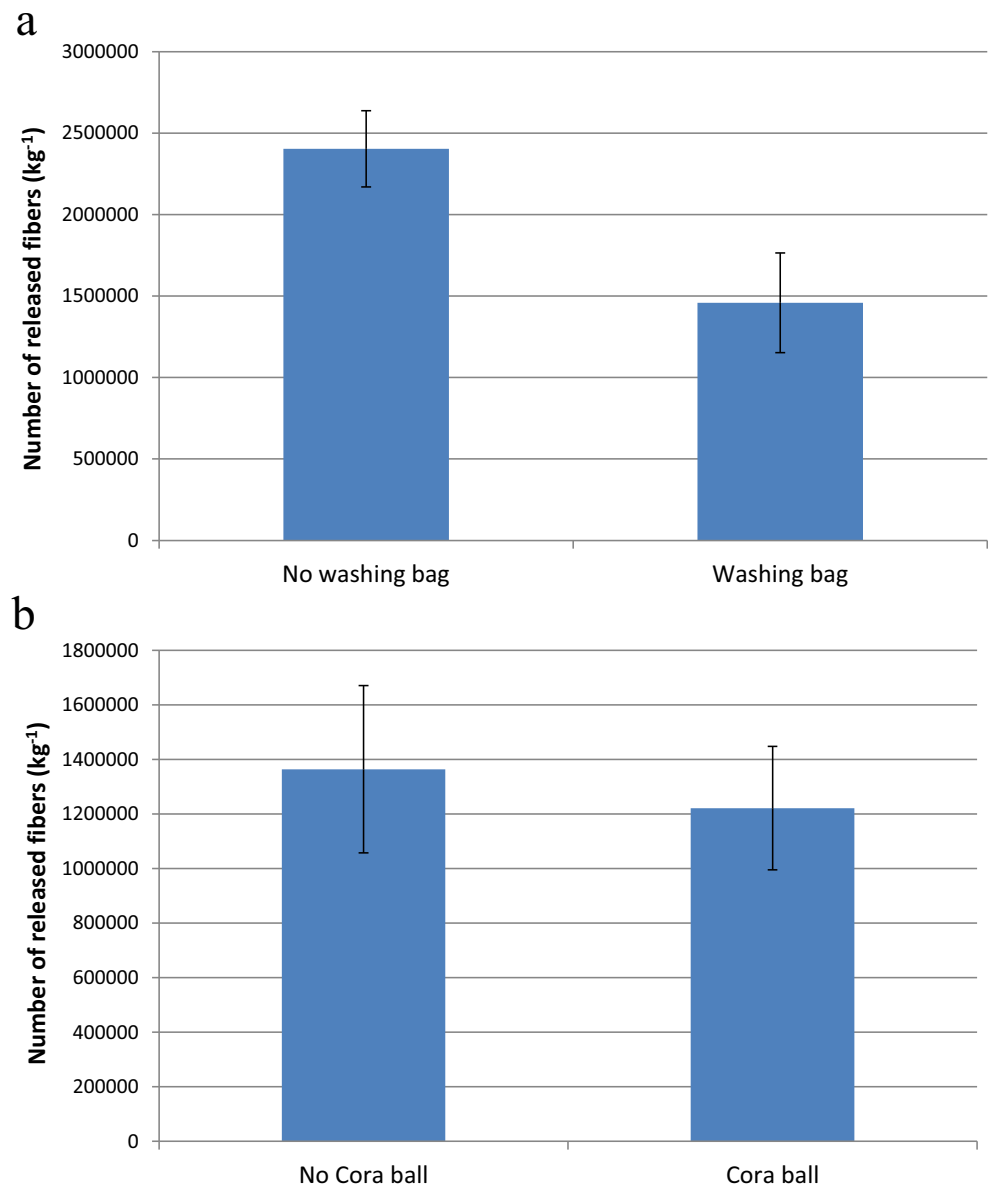 a
Number of released fibers (kg-1)
3000000
2500000
2000000
1500000
1000000
500000
0
No washing bag
Washing bag
b
Number of released fibers (kg-1)
1800000
1600000
1400000
1200000
1000000
800000
600000
400000
200000
0
No Cora ball
Cora ball